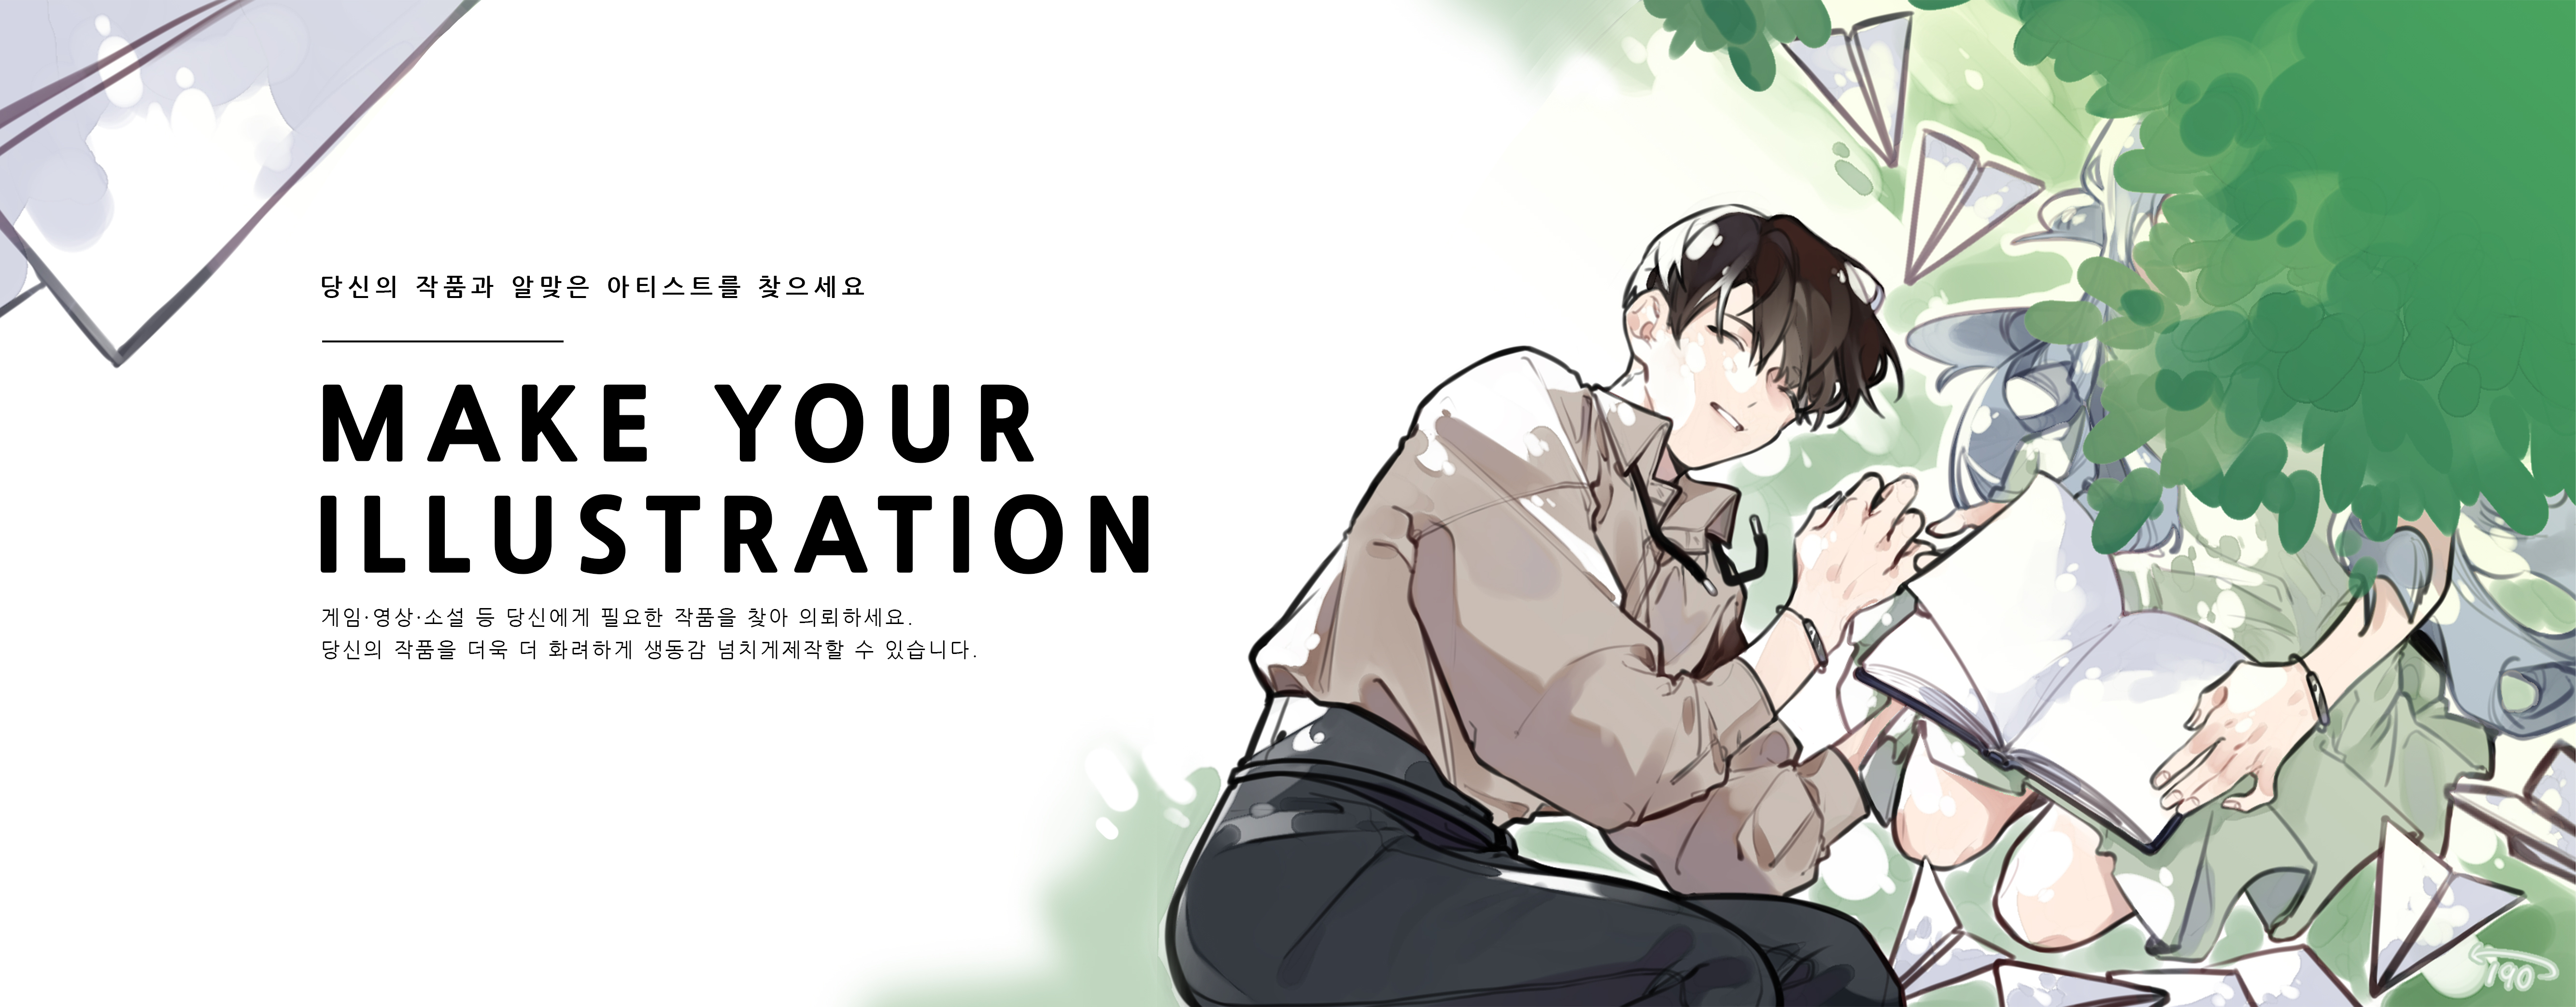 당신의 작품과 알맞은 아티스트를 찾으세요
MAKE YOUR
ILLUSTRATION
게임·영상·소설 등 당신에게 필요한 작품을 찾아 의뢰하세요.
당신의 작품을 더욱 더 화려하게 생동감 넘치게제작할 수 있습니다.
190